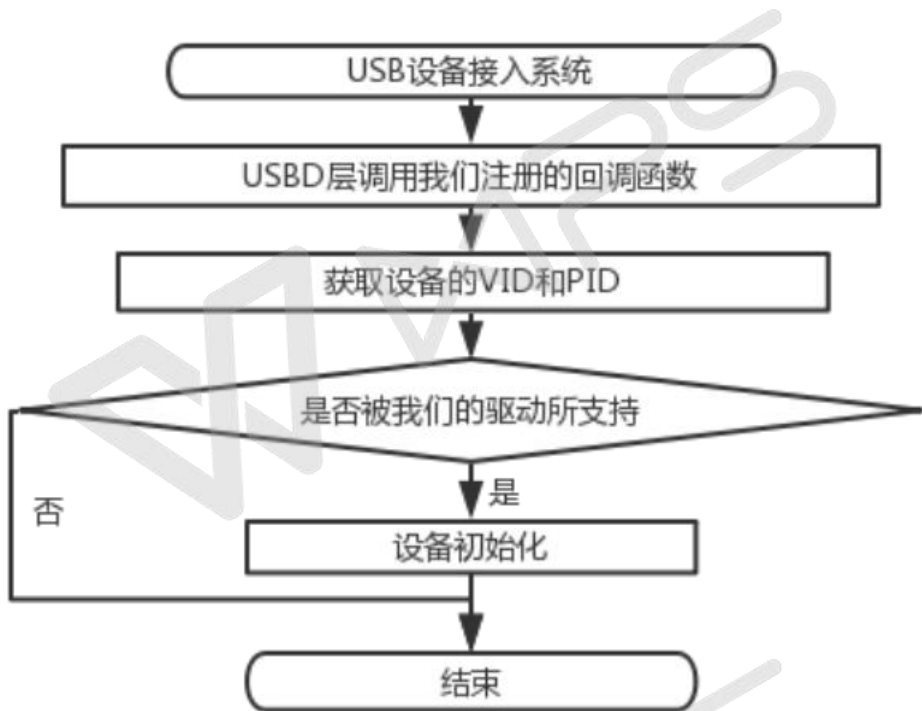 USB设备接入系统
USBD层调用我们注册的回调函数
获取设备的VID和PID
是否被我们的驱动所支持
是
否
设备初始化
结束
WPS